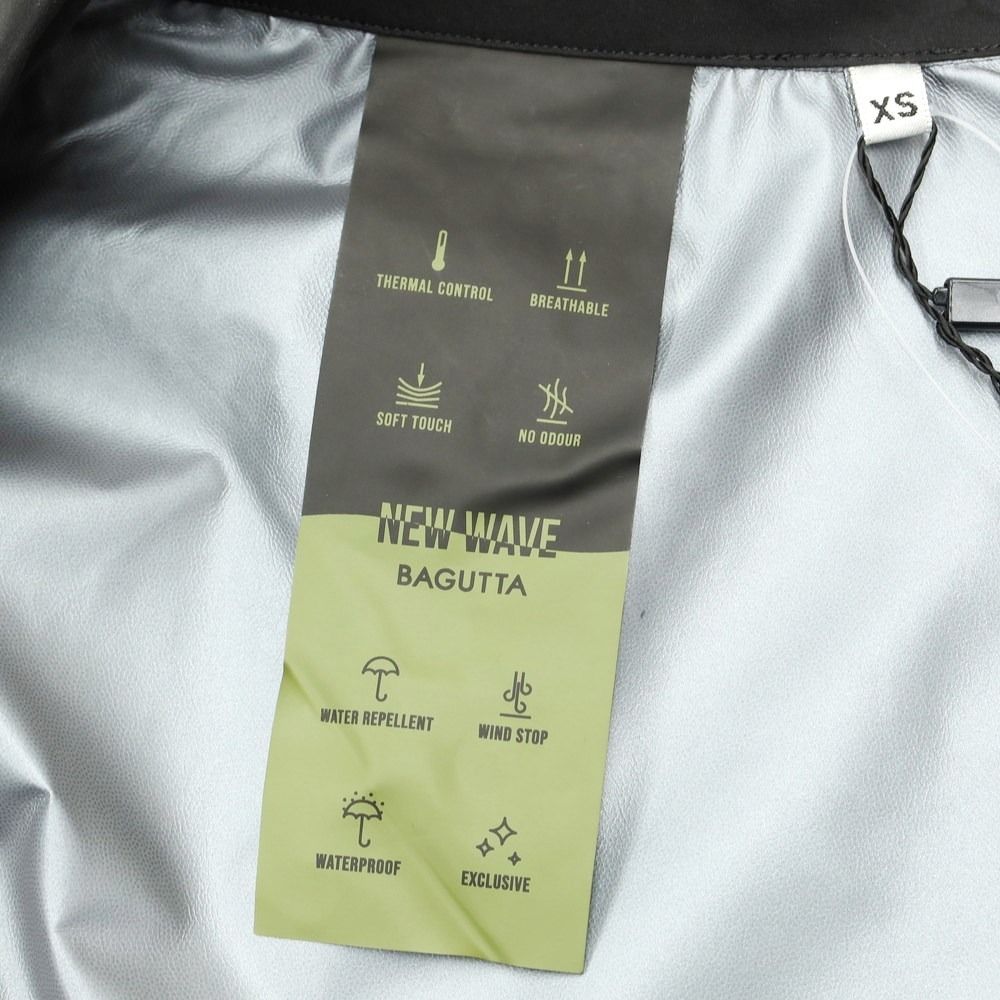 XS
THERMAL CONTROL
BREATHABLE
SOFT TOUCH
NO ODOUR
NEW WAVE
BAGUTTA
WATER REPELLENT
WIND STOP
WATERPROOF
EXCLUSIVE